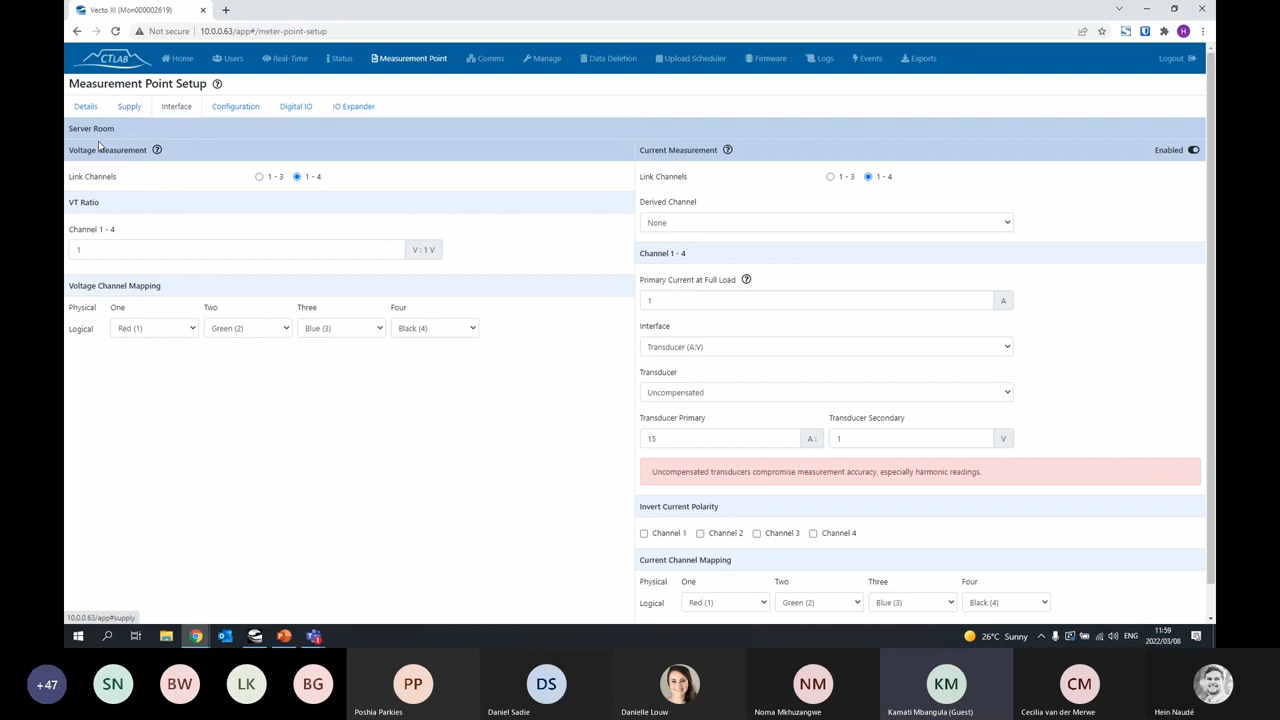 Vecto III (Mon000002619)
Not secure 10.0.0.63/app#/meter-point-setup
H
CTLAB Home Users Real-Time Status Measurement Point Comms Manage Data Deletion Upload Scheduler Firmware Logs Events Exports Logout
Measurement Point Setup ?
Details Supply Interface Configuration Digital IO IO Expander
Server Room
Voltage Measurement ?
Link Channels 1 - 3 1 - 4
VT Ratio
Channel 1 - 4
1 V : 1 V
Voltage Channel Mapping
Physical One Two Three Four
Logical Red (1) Green (2) Blue (3) Black (4)
Current Measurement ? Enabled
Link Channels 1 - 3 1 - 4
Derived Channel
None
Channel 1 - 4
Primary Current at Full Load ?
1 A
Interface
Transducer (A:V)
Transducer
Uncompensated
Transducer Primary Transducer Secondary
15 A : 1 V
Uncompensated transducers compromise measurement accuracy, especially harmonic readings.
Invert Current Polarity
Channel 1 Channel 2 Channel 3 Channel 4
Current Channel Mapping
Physical One Two Three Four
Logical Red (1) Green (2) Blue (3) Black (4)
10.0.0.63/app#supply
26°C Sunny ENG 11:59
2022/03/08
+47 SN BW LK BG PP DS NM KM CM
Poshia Parkies Daniel Sadie Danielle Louw Noma Mkhuzangwe Kamati Mbangula (Guest) Cecilia van der Merwe Hein Naudé